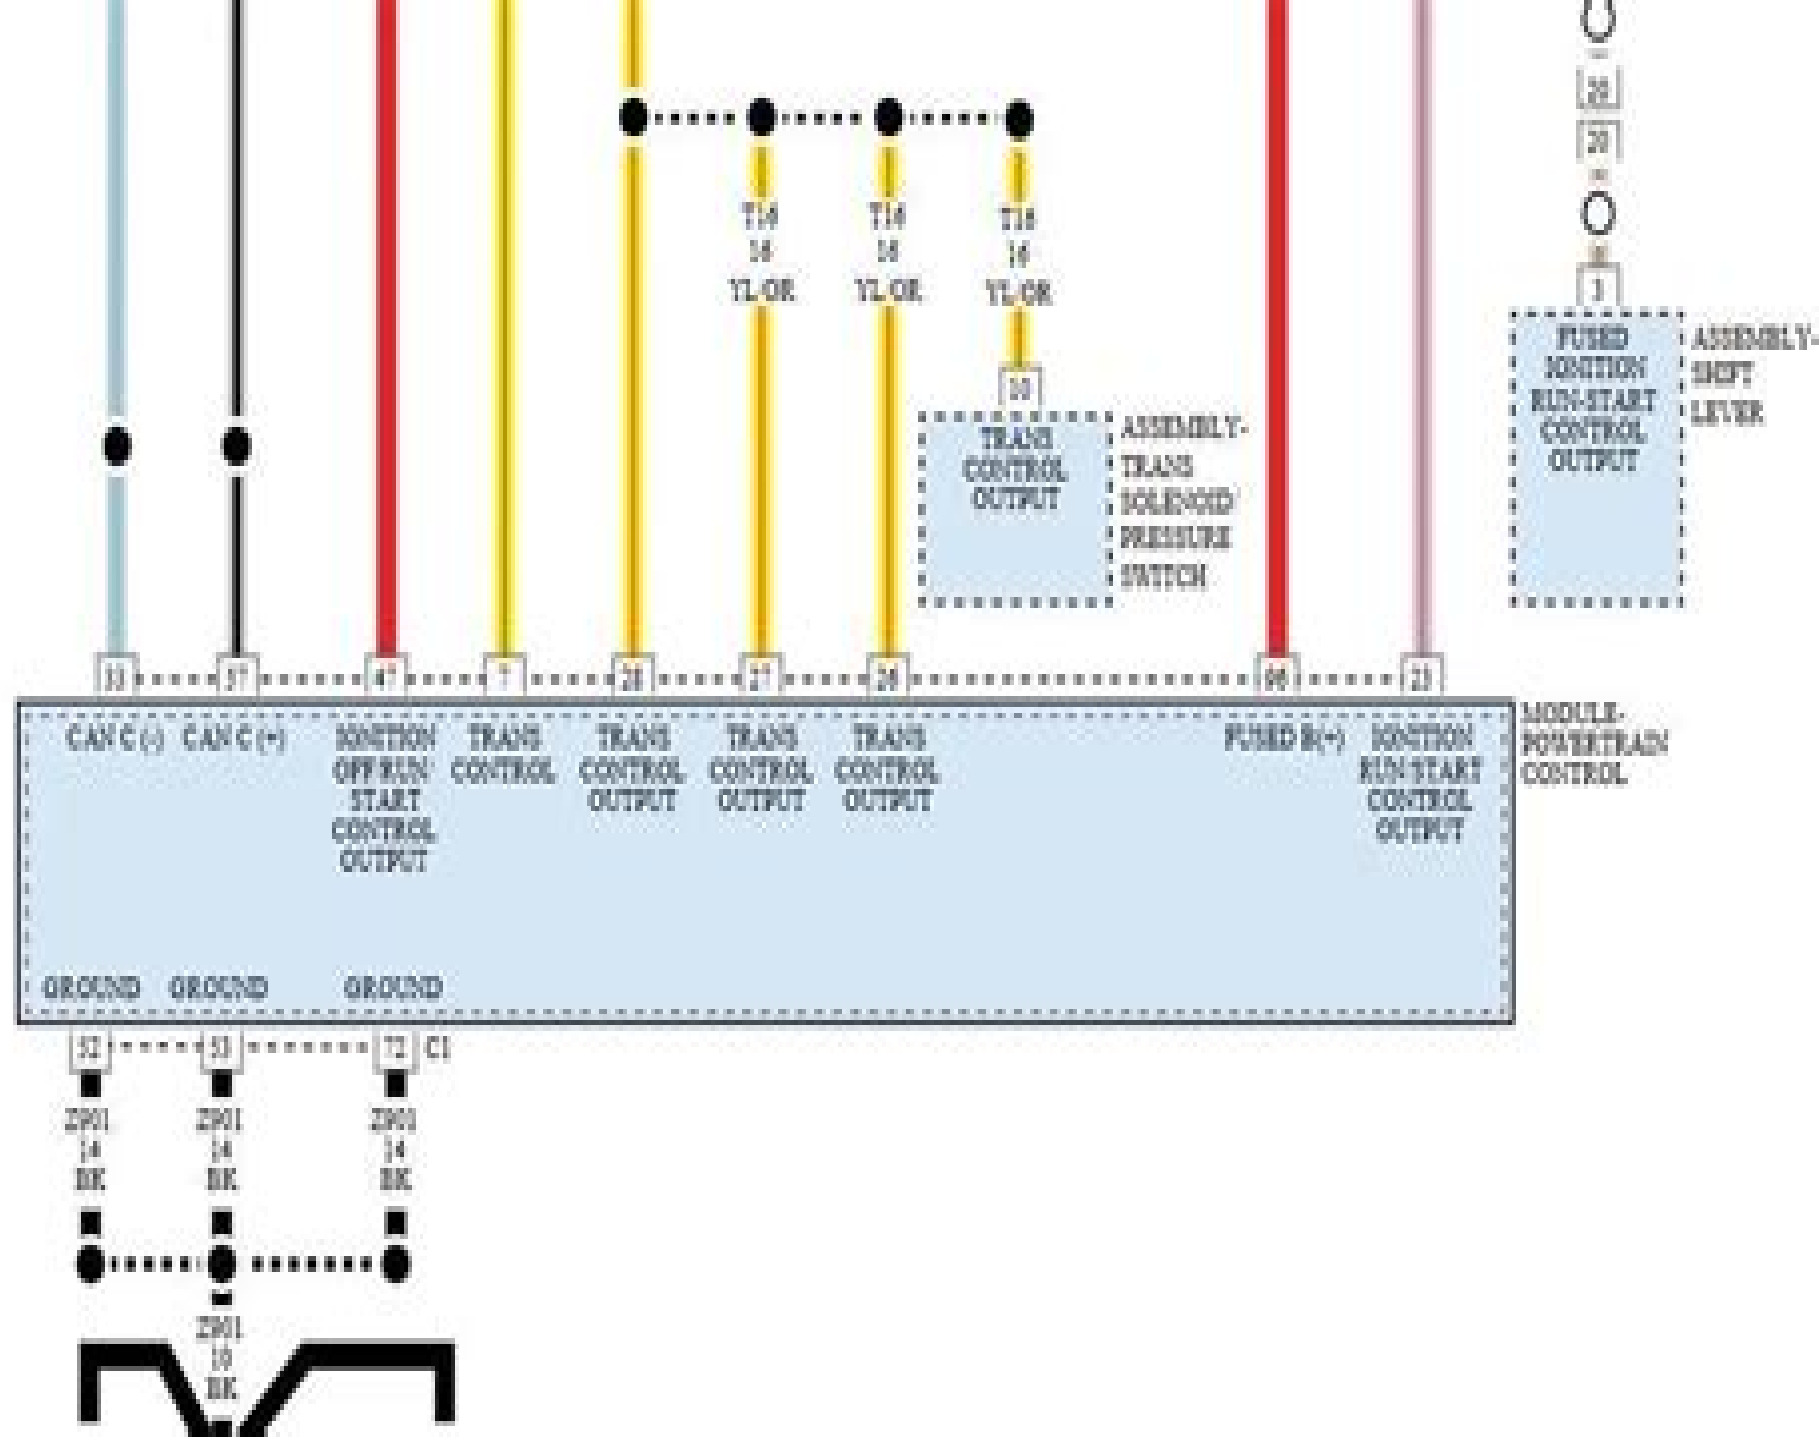 20
20
3
FUSED
IGNITION
RUN-START
CONTROL
OUTPUT
ASSEMBLY-
SHIFT
LEVER
T16
16
YL/OR
T16
16
YL/OR
T16
16
YL/OR
10
TRANS
CONTROL
OUTPUT
ASSEMBLY-
TRANS
SOLENOID/
PRESSURE
SWITCH
47
7
28
27
26
23
MODULE-
POWERTRAIN
CONTROL
CAN C (-)
CAN C (+)
IGNITION
OFF/RUN/
START
CONTROL
OUTPUT
TRANS
CONTROL
TRANS
CONTROL
OUTPUT
TRANS
CONTROL
OUTPUT
TRANS
CONTROL
OUTPUT
FUSED B(+)
IGNITION
RUN/START
CONTROL
OUTPUT
GROUND
GROUND
GROUND
52
53
72
C1
Z901
14
BK
Z901
14
BK
Z901
14
BK
Z901
10
BK